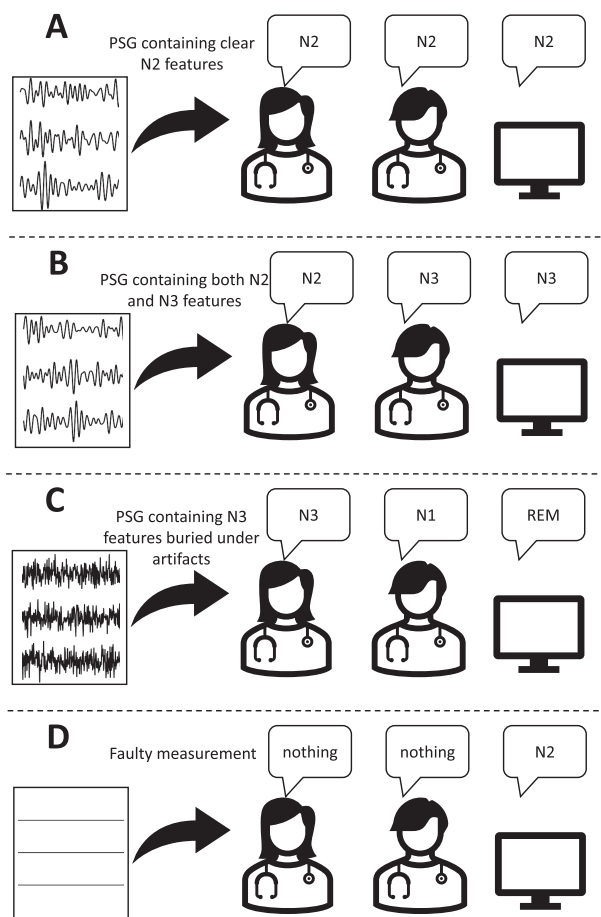 A
PSG containing clear
N2 features
N2
N2
N2
B
PSG containing both N2
and N3 features
N2
N3
N3
C
PSG containing N3
features buried under
artifacts
N3
N1
REM
D
Faulty measurement
nothing
nothing
N2